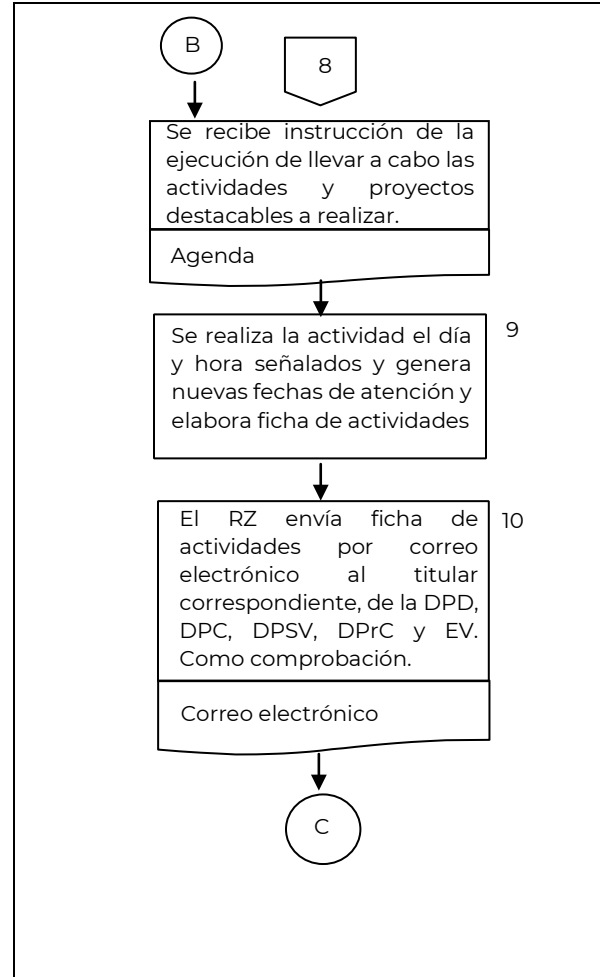 B
8
Se recibe instrucción de la
ejecución de llevar a cabo las
actividades y proyectos
destacables a realizar.
Agenda
Se realiza la actividad el día
y hora señalados y genera
nuevas fechas de atención y
elabora ficha de actividades
9
El RZ envía ficha de
actividades por correo
electrónico al titular
correspondiente, de la DPD,
DPC, DPSV, DPrC y EV.
Como comprobación.
10
Correo electrónico
C